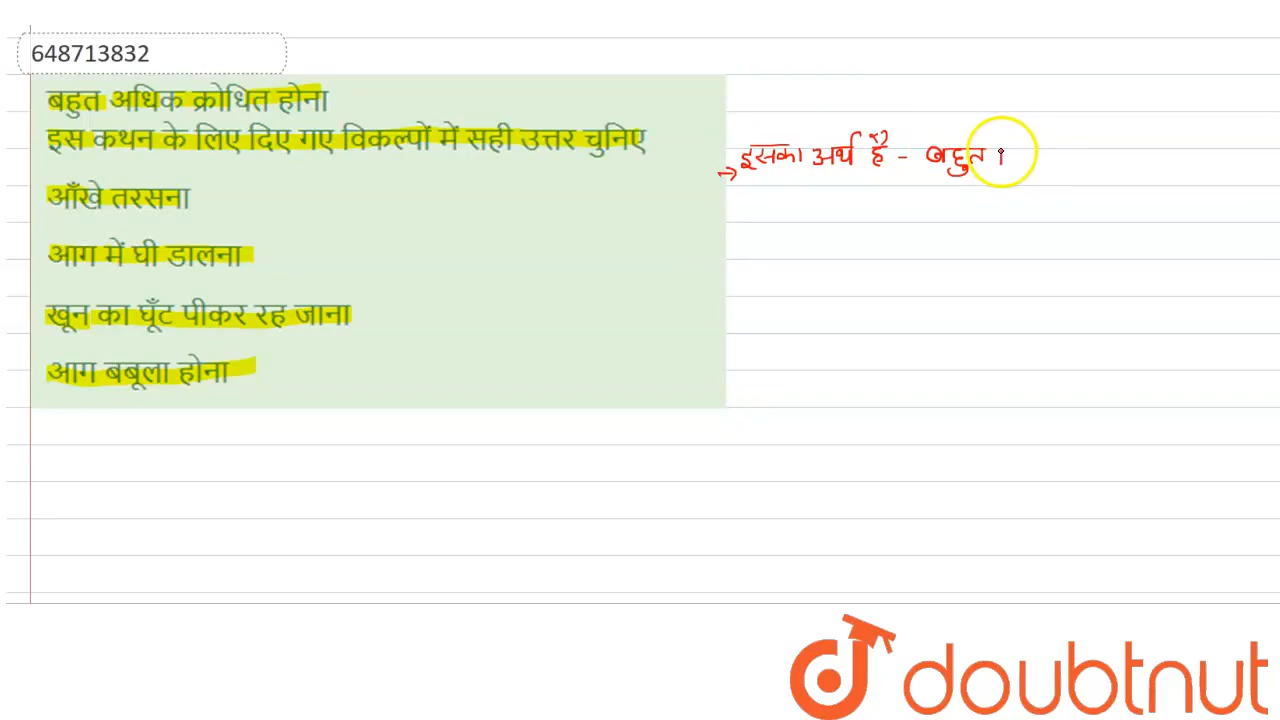 648713832
बहुत अधिक क्रोधित होना
इस कथन के लिए दिए गए विकल्पों में सही उत्तर चुनिए
→ इसका अर्थ है - बहुत
आँखे तरसना
आग में घी डालना
खून का घूँट पीकर रह जाना
आग बबूला होना
doubtnut